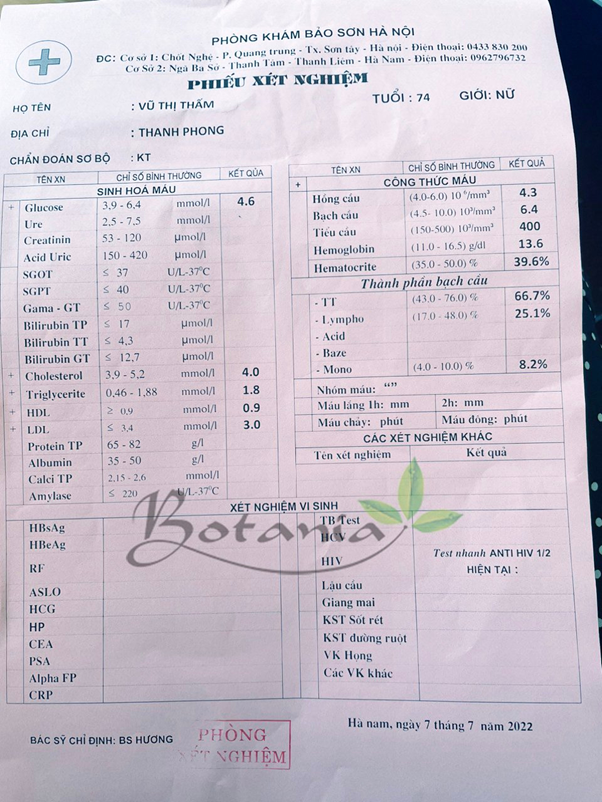 PHÒNG KHÁM BẢO SƠN HÀ NỘI
ĐC: Cơ sở 1: Chốt Nghệ - P. Quang trung - Tx. Sơn tây - Hà nội - Điện thoại: 0433 830 200
Cơ Sở 2: Ngã Ba Sở - Thanh Tâm - Thanh Liêm - Hà Nam - Điện thoại: 0962796732
PHIẾU XÉT NGHIỆM
HỌ TÊN : VŨ THỊ THẤM TUỔI : 74 GIỚI: NỮ
ĐỊA CHỈ : THANH PHONG
CHẨN ĐOÁN SƠ BỘ : KT
TÊN XN CHỈ SỐ BÌNH THƯỜNG KẾT QỦA
SINH HOÁ MÁU
+ Glucose 3,9 - 6,4 mmol/l 4.6
Ure 2,5 - 7,5 mmol/l
Creatinin 53 - 120 µmol/l
Acid Uric 150 - 420 µmol/l
SGOT ≤ 37 U/L-37°C
SGPT ≤ 40 U/L-37°C
Gama - GT ≤ 50 U/L-37°C
Bilirubin TP ≤ 17 µmol/l
Bilirubin TT ≤ 4,3 µmol/l
Bilirubin GT ≤ 12,7 µmol/l
+ Cholesterol 3,9 - 5,2 mmol/l 4.0
+ Triglycerite 0,46 - 1,88 mmol/l 1.8
+ HDL ≥ 0,9 mmol/l 0.9
+ LDL ≤ 3,4 mmol/l 3.0
Protein TP 65 - 82 g/l
Albumin 35 - 50 g/l
Calci TP 2,15 - 2,6 mmol/l
Amylase ≤ 220 U/L-37°C
TÊN XN CHỈ SỐ BÌNH THƯỜNG KẾT QUẢ
+ CÔNG THỨC MÁU
Hồng cầu (4.0-6.0) 10⁶/mm³ 4.3
Bạch cầu (4.5- 10.0) 10³/mm³ 6.4
Tiểu cầu (150-500) 10³/mm³ 400
Hemoglobin (11.0 - 16.5) g/dl 13.6
Hematocrite (35.0 - 50.0) % 39.6%
Thành phần bạch cầu
- TT (43.0 - 76.0) % 66.7%
- Lympho (17.0 - 48.0) % 25.1%
- Acid
- Baze
- Mono (4.0 - 10.0) % 8.2%
Nhóm máu: “”
Máu lắng 1h: mm 2h: mm
Máu chảy: phút Máu đông: phút
CÁC XÉT NGHIỆM KHÁC
Tên xét nghiệm Kết quả
XÉT NGHIỆM VI SINH
HBsAg
HBeAg
RF
ASLO
HCG
HP
CEA
PSA
Alpha FP
CRP
TB Test
HCV
HIV Test nhanh ANTI HIV 1/2
HIỆN TẠI :
Lậu cầu
Giang mai
KST Sốt rét
KST đường ruột
VK Họng
Các VK khác
Botania
Hà nam, ngày 7 tháng 7 năm 2022
BÁC SỸ CHỈ ĐỊNH: BS HƯƠNG
PHÒNG
XÉT NGHIỆM